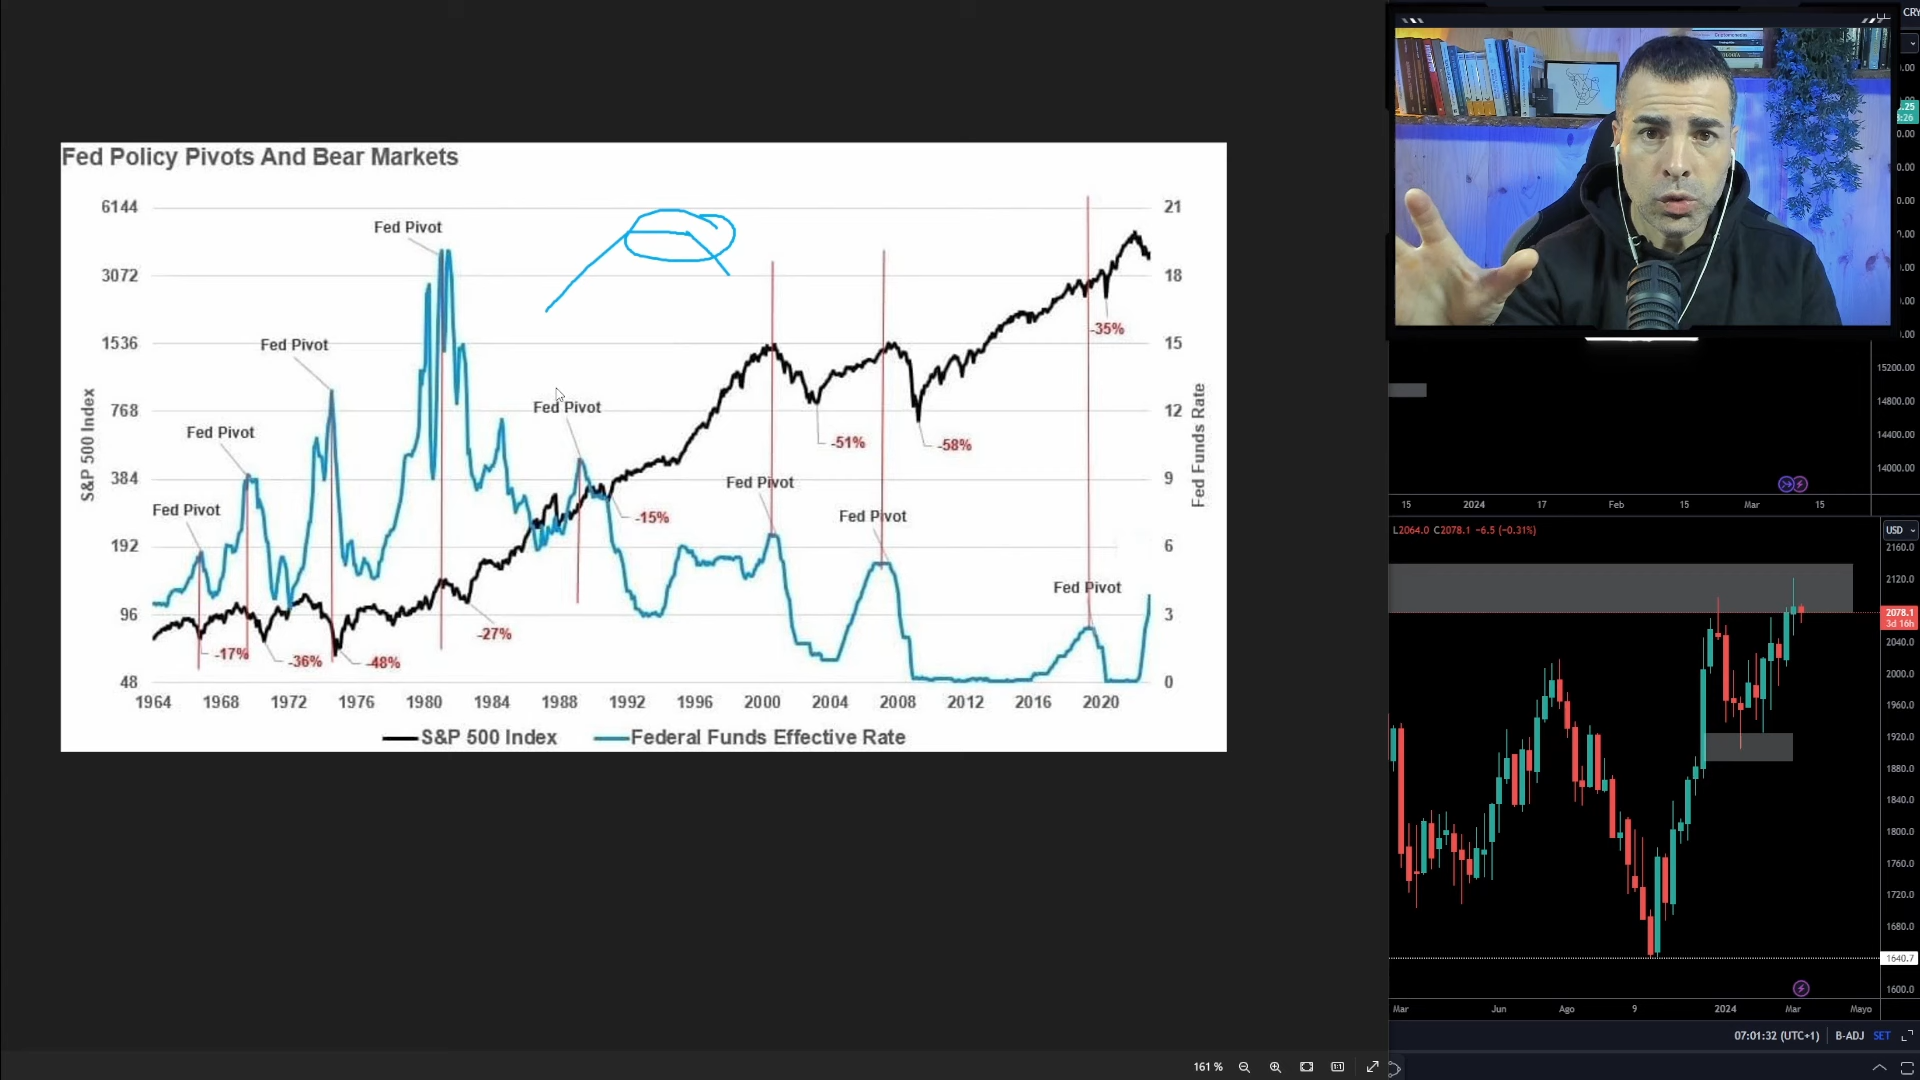 Fed Policy Pivots And Bear Markets
6144
3072
1536
768
384
192
96
48
S&P 500 Index
21
18
15
12
9
6
3
0
Fed Funds Rate
Fed Pivot
Fed Pivot
Fed Pivot
Fed Pivot
Fed Pivot
Fed Pivot
Fed Pivot
Fed Pivot
-17%
-36%
-48%
-27%
-15%
-51%
-58%
-35%
1964 1968 1972 1976 1980 1984 1988 1992 1996 2000 2004 2008 2012 2016 2020
S&P 500 Index Federal Funds Effective Rate
161 %
1:1
CRY
15200.00
14800.00
14400.00
14000.00
15 2024 17 Feb 15 Mar 15
L2064.0 C2078.1 −6.5 (−0.31%)
USD
2160.0
2120.0
2078.1
3d 16h
2040.0
2000.0
1960.0
1920.0
1880.0
1840.0
1800.0
1760.0
1720.0
1680.0
1640.7
1600.0
Mar Jun Ago 9 2024 Mar Mayo
07:01:32 (UTC+1) B-ADJ SET